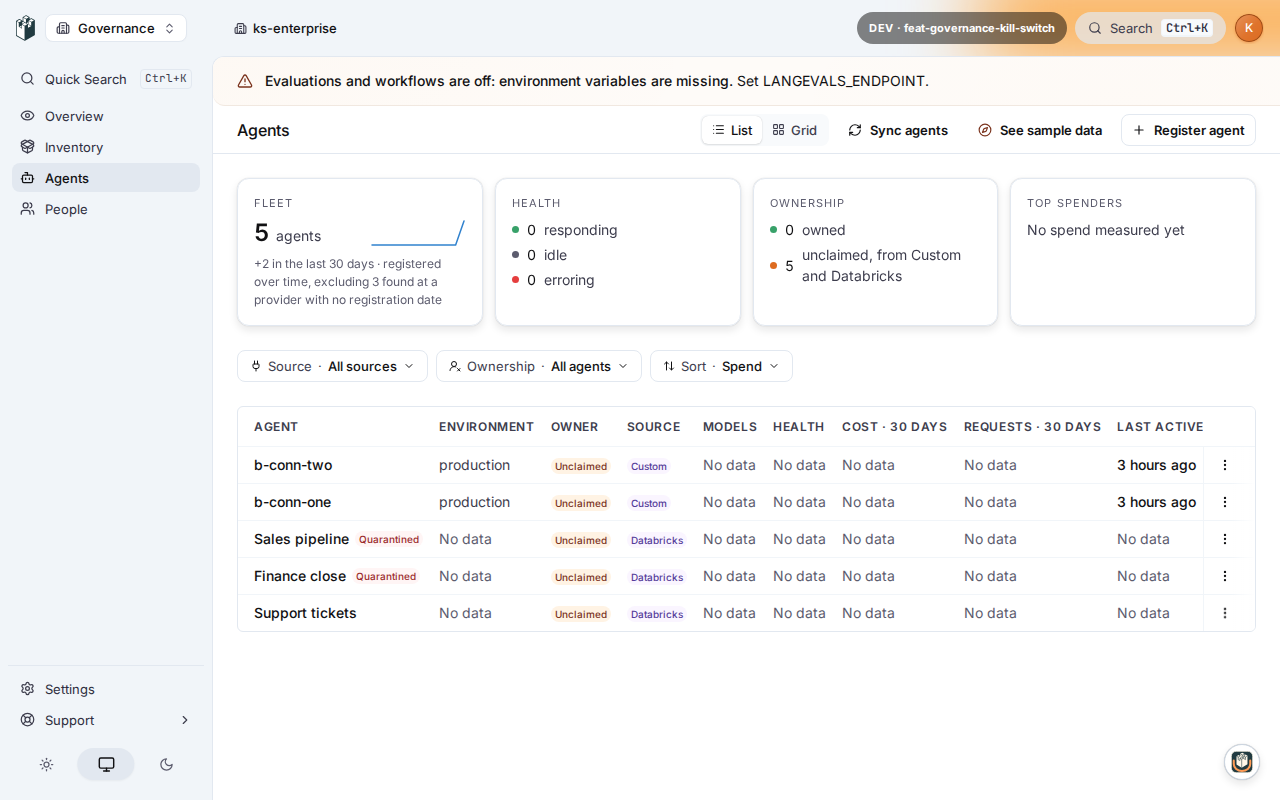 Governance
ks-enterprise
DEV · feat-governance-kill-switch
Search Ctrl+K
K
Quick Search Ctrl+K
Overview
Inventory
Agents
People
Settings
Support
Evaluations and workflows are off: environment variables are missing. Set LANGEVALS_ENDPOINT.
Agents
List
Grid
Sync agents
See sample data
Register agent
FLEET
5 agents
+2 in the last 30 days · registered
over time, excluding 3 found at a
provider with no registration date
HEALTH
0 responding
0 idle
0 erroring
OWNERSHIP
0 owned
5 unclaimed, from Custom
and Databricks
TOP SPENDERS
No spend measured yet
Source · All sources
Ownership · All agents
Sort · Spend
AGENT ENVIRONMENT OWNER SOURCE MODELS HEALTH COST · 30 DAYS REQUESTS · 30 DAYS LAST ACTIVE
b-conn-two production Unclaimed Custom No data No data No data No data 3 hours ago
b-conn-one production Unclaimed Custom No data No data No data No data 3 hours ago
Sales pipeline Quarantined No data Unclaimed Databricks No data No data No data No data No data
Finance close Quarantined No data Unclaimed Databricks No data No data No data No data No data
Support tickets No data Unclaimed Databricks No data No data No data No data No data